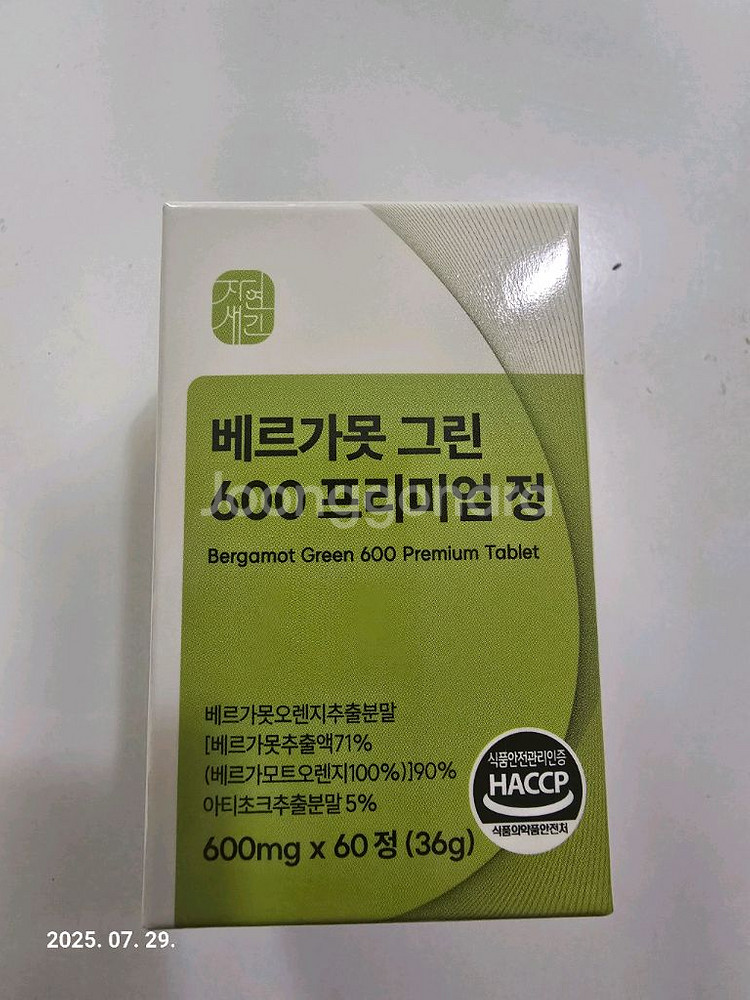 자연
새긴
베르가못 그린
600 프리미엄 정
Joonggonara
Bergamot Green 600 Premium Tablet
베르가못오렌지추출분말
[베르가못추출액71%
(베르가모트오렌지100%)]90%
아티초크추출분말 5%
600mg x 60 정 (36g)
식품안전관리인증
HACCP
식품의약품안전처
2025. 07. 29.